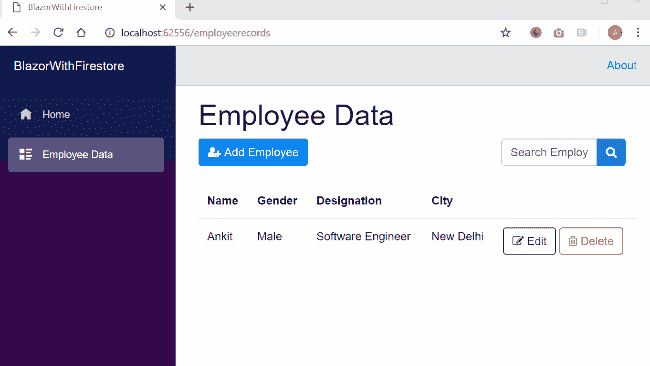 BlazorWithFirestore
localhost:62556/employeerecords
BlazorWithFirestore
About
Home
Employee Data
Employee Data
Add Employee
Search Employ
Name Gender Designation City
Ankit Male Software Engineer New Delhi Edit Delete